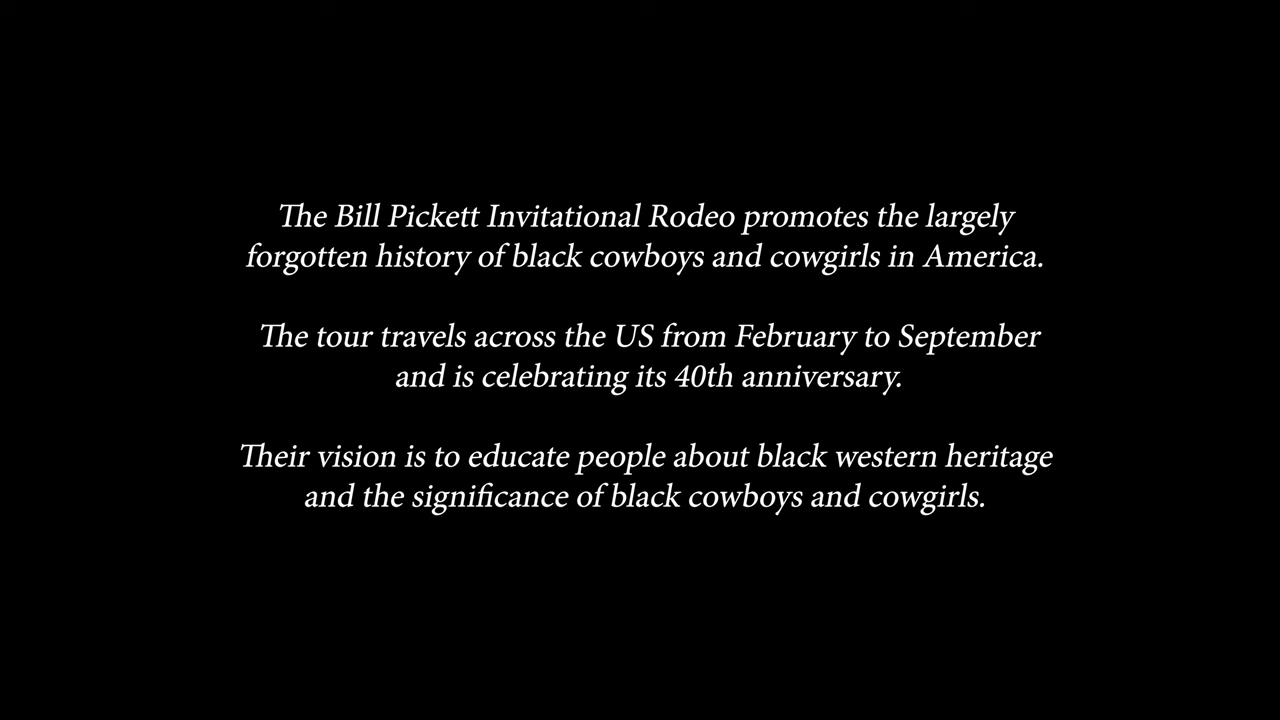 The Bill Pickett Invitational Rodeo promotes the largely
forgotten history of black cowboys and cowgirls in America.
The tour travels across the US from February to September
and is celebrating its 40th anniversary.
Their vision is to educate people about black western heritage
and the significance of black cowboys and cowgirls.